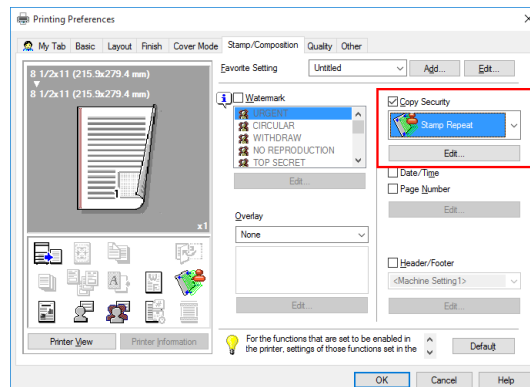 Printing Preferences
My Tab Basic Layout Finish Cover Mode Stamp/Composition Quality Other
8 1/2x11 (215.9x279.4 mm)
8 1/2x11 (215.9x279.4 mm)
1
x1
Printer View Printer Information
Favorite Setting Untitled Add... Edit...
Watermark
URGENT
CIRCULAR
WITHDRAW
NO REPRODUCTION
TOP SECRET
Edit...
Overlay
None
Edit...
Copy Security
Stamp Repeat
Edit...
Date/Time
Page Number
Edit...
Header/Footer
<Machine Setting1>
Edit...
For the functions that are set to be enabled in
the printer, settings of those functions set in the
Default
OK Cancel Help